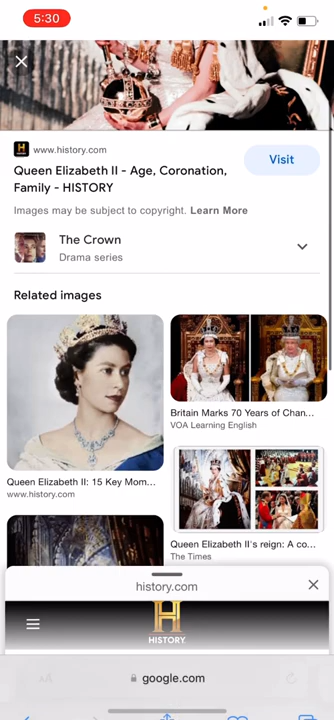 5:30
www.history.com
Visit
Queen Elizabeth II - Age, Coronation,
Family - HISTORY
Images may be subject to copyright. Learn More
The Crown
Drama series
Related images
Queen Elizabeth II: 15 Key Mom...
www.history.com
Britain Marks 70 Years of Chan...
VOA Learning English
Queen Elizabeth II's reign: A co...
The Times
history.com
H
HISTORY
AA
google.com